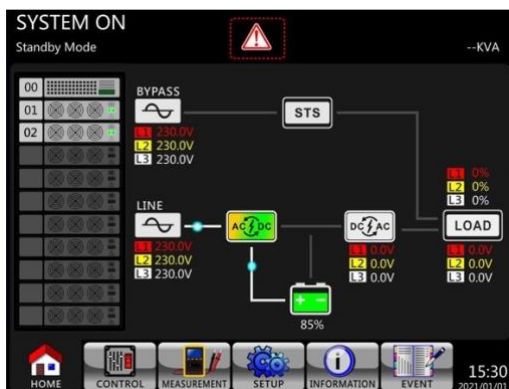 SYSTEM ON
Standby Mode
--KVA
00
01
02
BYPASS
L1 230.0V
L2 230.0V
L3 230.0V
STS
L1 0%
L2 0%
L3 0%
LINE
L1 230.0V
L2 230.0V
L3 230.0V
AC DC
DC AC
L1 0.0V
L2 0.0V
L3 0.0V
LOAD
L1 0.0V
L2 0.0V
L3 0.0V
85%
HOME
CONTROL
MEASUREMENT
SETUP
INFORMATION
EVENT
15:30
2021/01/01